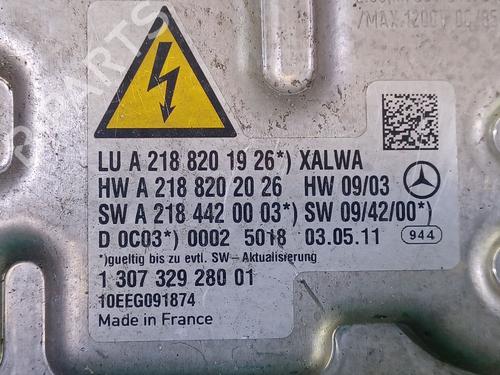 /MAX.1200V
LU A 218 820 19 26*) XALWA
HW A 218 820 20 26 HW 09/03
SW A 218 442 00 03*) SW 09/42/00*)
D 0C03*) 0002 5018 03.05.11 944
*)gueltig bis zu evtl. SW-Aktualisierung
1 307 329 280 01
10EEG091874
Made in France